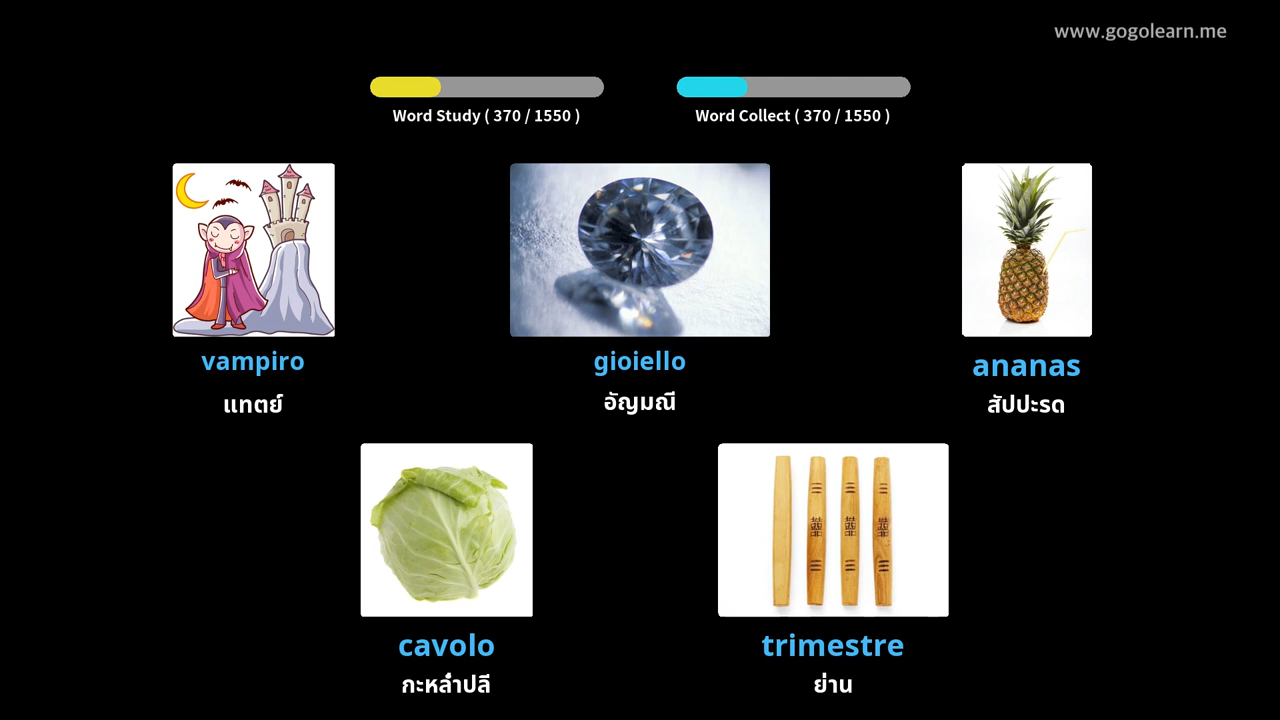 www.gogolearn.me
Word Study ( 370 / 1550 )
Word Collect ( 370 / 1550 )
vampiro
แทตย์
gioiello
อัญมณี
ananas
สัปปะรด
cavolo
กะหล่ำปลี
trimestre
ย่าน